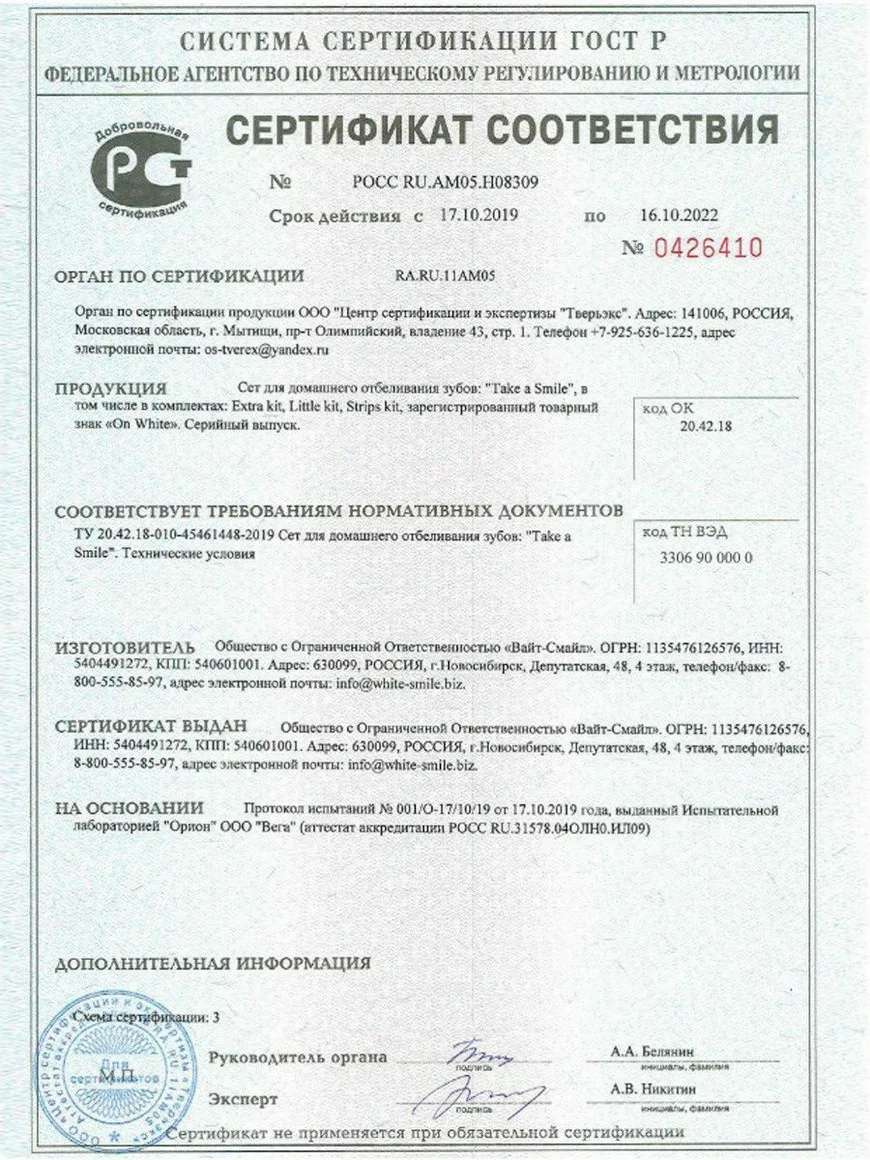 СИСТЕМА СЕРТИФИКАЦИИ ГОСТ Р
ФЕДЕРАЛЬНОЕ АГЕНТСТВО ПО ТЕХНИЧЕСКОМУ РЕГУЛИРОВАНИЮ И МЕТРОЛОГИИ
Добровольная
РСТ
сертификация
СЕРТИФИКАТ СООТВЕТСТВИЯ
№ РОСС RU.АМ05.Н08309
Срок действия с 17.10.2019 по 16.10.2022
№ 0426410
ОРГАН ПО СЕРТИФИКАЦИИ RA.RU.11АМ05
Орган по сертификации продукции ООО "Центр сертификации и экспертизы "Тверьэкс". Адрес: 141006, РОССИЯ,
Московская область, г. Мытищи, пр-т Олимпийский, владение 43, стр. 1. Телефон +7-925-636-1225, адрес
электронной почты: os-tverex@yandex.ru
ПРОДУКЦИЯ Сет для домашнего отбеливания зубов: "Take a Smile", в
том числе в комплектах: Extra kit, Little kit, Strips kit, зарегистрированный товарный
знак «On White». Серийный выпуск.
код ОК
20.42.18
СООТВЕТСТВУЕТ ТРЕБОВАНИЯМ НОРМАТИВНЫХ ДОКУМЕНТОВ
ТУ 20.42.18-010-45461448-2019 Сет для домашнего отбеливания зубов: "Take a
Smile". Технические условия
код ТН ВЭД
3306 90 000 0
ИЗГОТОВИТЕЛЬ Общество с Ограниченной Ответственностью «Вайт-Смайл». ОГРН: 1135476126576, ИНН:
5404491272, КПП: 540601001. Адрес: 630099, РОССИЯ, г.Новосибирск, Депутатская, 48, 4 этаж, телефон/факс: 8-
800-555-85-97, адрес электронной почты: info@white-smile.biz.
СЕРТИФИКАТ ВЫДАН Общество с Ограниченной Ответственностью «Вайт-Смайл». ОГРН: 1135476126576,
ИНН: 5404491272, КПП: 540601001. Адрес: 630099, РОССИЯ, г.Новосибирск, Депутатская, 48, 4 этаж, телефон/факс:
8-800-555-85-97, адрес электронной почты: info@white-smile.biz.
НА ОСНОВАНИИ Протокол испытаний № 001/О-17/10/19 от 17.10.2019 года, выданный Испытательной
лабораторией "Орион" ООО "Вега" (аттестат аккредитации РОСС RU.31578.04ОЛН0.ИЛ09)
ДОПОЛНИТЕЛЬНАЯ ИНФОРМАЦИЯ
Схема сертификации: 3
Для
сертификатов
М.П.
Руководитель органа
подпись
А.А. Белянин
инициалы, фамилия
Эксперт
подпись
А.В. Никитин
инициалы, фамилия
Сертификат не применяется при обязательной сертификации